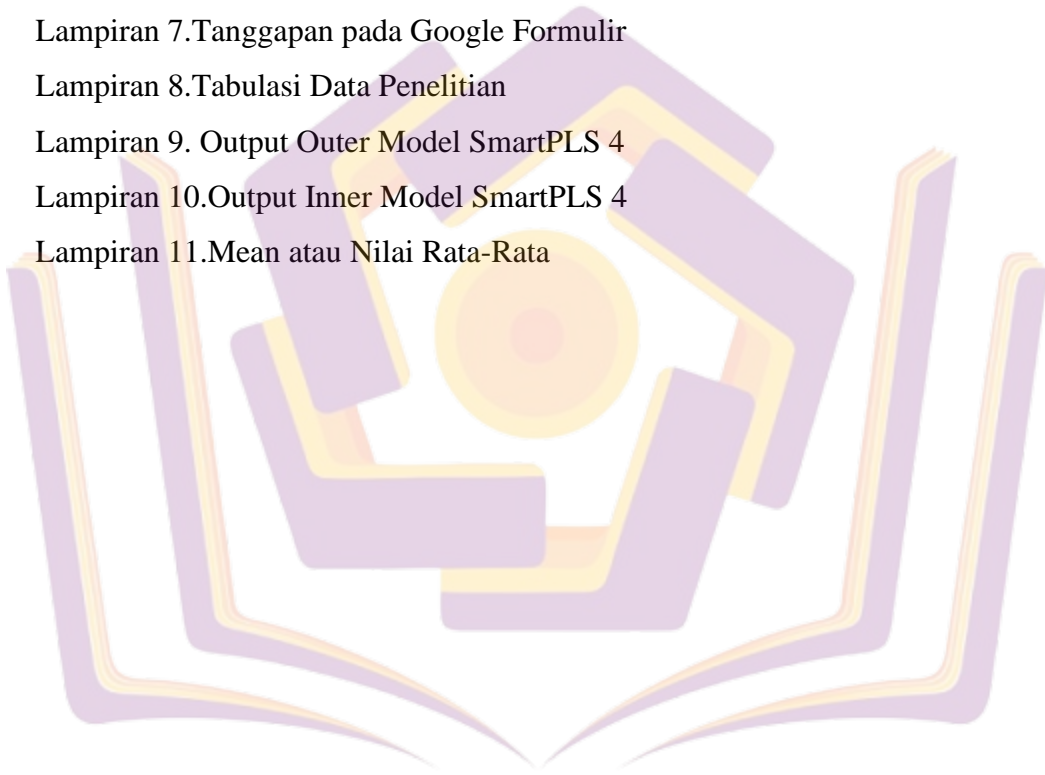 Lampiran 7.Tanggapan pada Google Formulir
Lampiran 8.Tabulasi Data Penelitian
Lampiran 9. Output Outer Model SmartPLS 4
Lampiran 10.Output Inner Model SmartPLS 4
Lampiran 11.Mean atau Nilai Rata-Rata